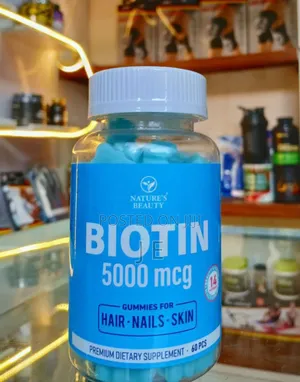 NATURE'S
BEAUTY
BIOTIN
5000 mcg
GUMMIES FOR
HAIR · NAILS · SKIN
PREMIUM DIETARY SUPPLEMENT • 60 PCS
14